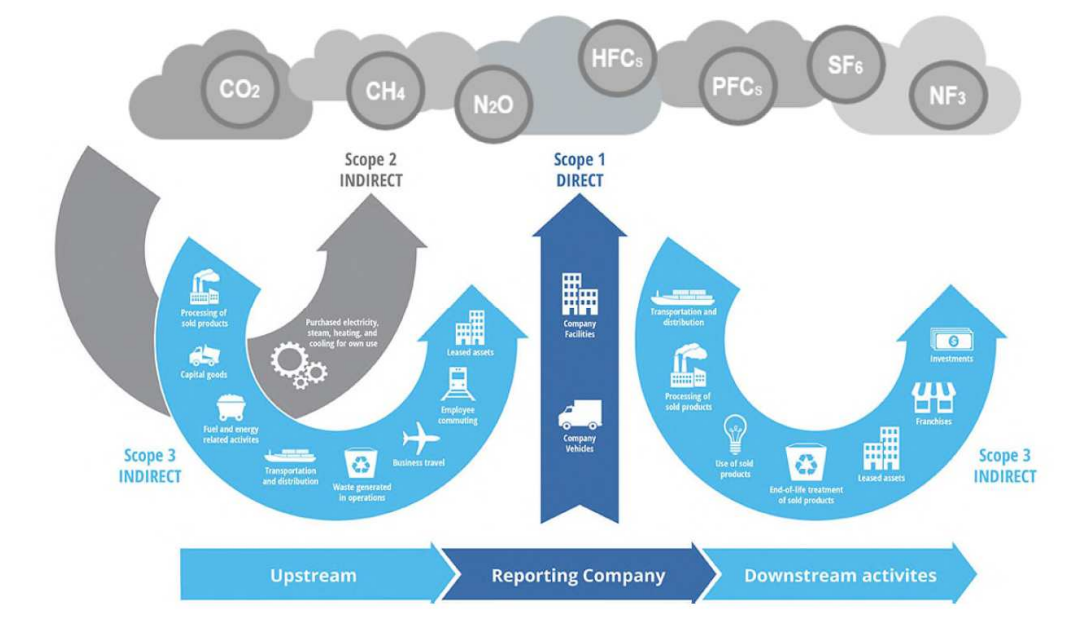 CO2
CH4
N2O
HFCs
PFCs
SF6
NF3
Scope 2
INDIRECT
Scope 1
DIRECT
Processing of
sold products
Capital goods
Fuel and energy
related activites
Transportation
and distribution
Waste generated
in operations
Business travel
Employee
commuting
Leased assets
Purchased electricity,
steam, heating, and
cooling for own use
Scope 3
INDIRECT
Company
Facilities
Company
Vehicles
Transportation and
distribution
Processing of
sold products
Use of sold
products
End-of-life treatment
of sold products
Leased assets
Franchises
Investments
Scope 3
INDIRECT
Upstream
Reporting Company
Downstream activites